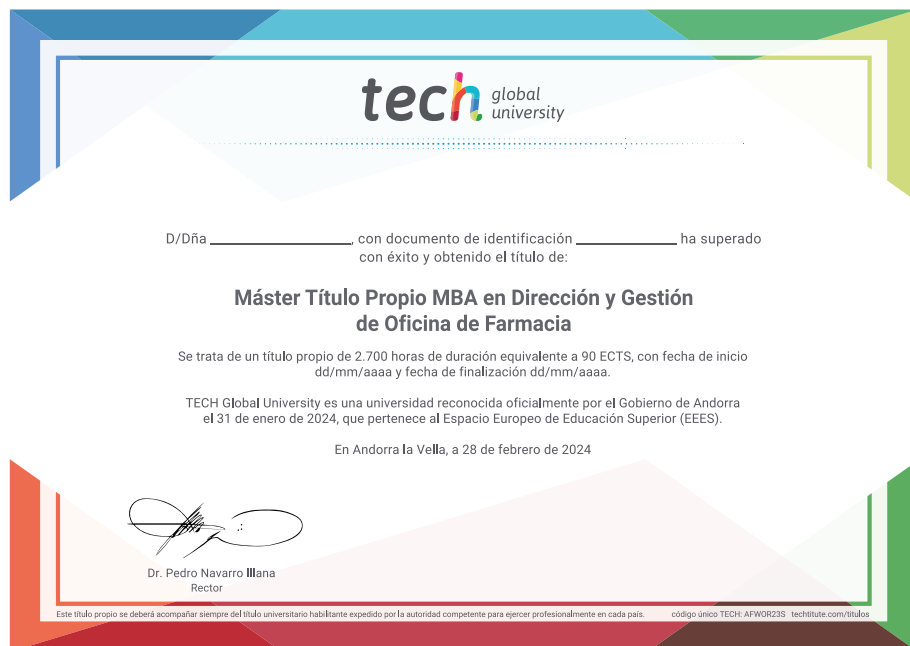 tech global university
D/Dña ________________, con documento de identificación ____________ ha superado
con éxito y obtenido el título de:
Máster Título Propio MBA en Dirección y Gestión
de Oficina de Farmacia
Se trata de un título propio de 2.700 horas de duración equivalente a 90 ECTS, con fecha de inicio
dd/mm/aaaa y fecha de finalización dd/mm/aaaa.
TECH Global University es una universidad reconocida oficialmente por el Gobierno de Andorra
el 31 de enero de 2024, que pertenece al Espacio Europeo de Educación Superior (EEES).
En Andorra la Vella, a 28 de febrero de 2024
Dr. Pedro Navarro Illana
Rector
Este título propio se deberá acompañar siempre del título universitario habilitante expedido por la autoridad competente para ejercer profesionalmente en cada país. código único TECH: AFWOR23S techtitute.com/titulos